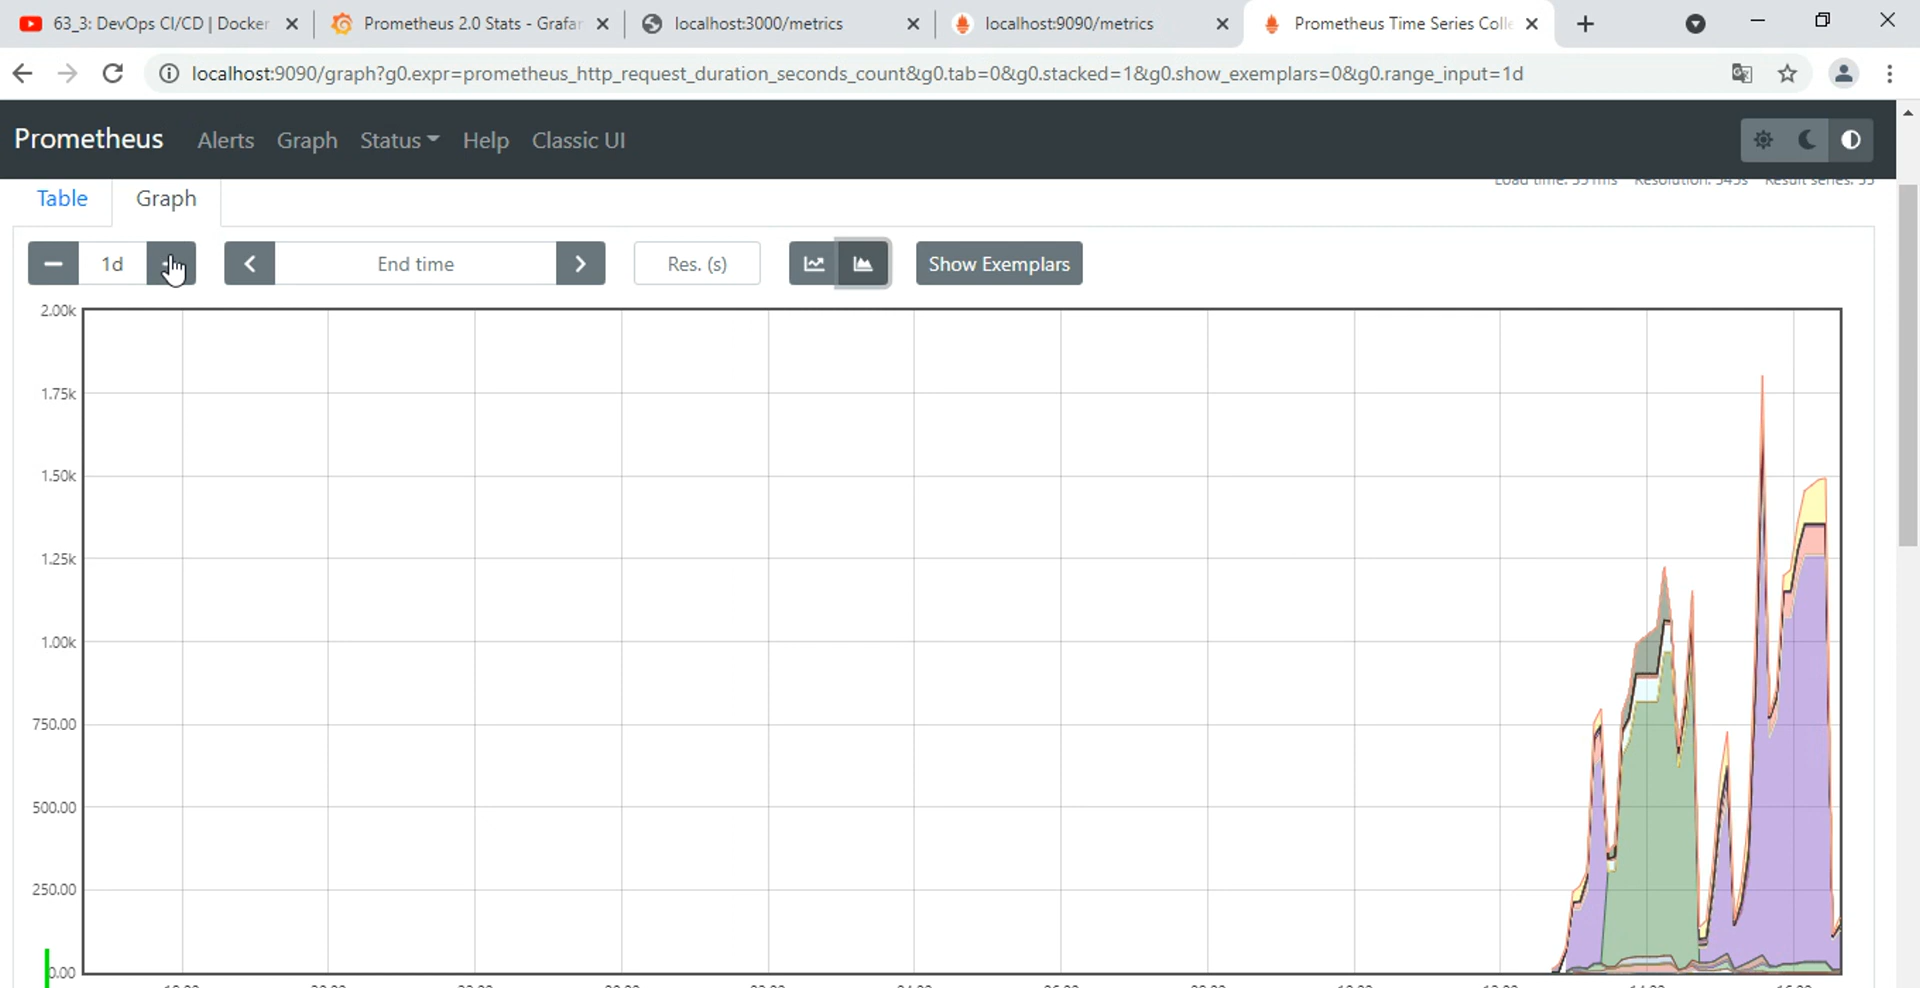 63_3: DevOps CI/CD | Docker
Prometheus 2.0 Stats - Grafan
localhost:3000/metrics
localhost:9090/metrics
Prometheus Time Series Colle
localhost:9090/graph?g0.expr=prometheus_http_request_duration_seconds_count&g0.tab=0&g0.stacked=1&g0.show_exemplars=0&g0.range_input=1d
Prometheus Alerts Graph Status Help Classic UI
Table Graph
1d End time Res. (s) Show Exemplars
2.00k
1.75k
1.50k
1.25k
1.00k
750.00
500.00
250.00
0.00